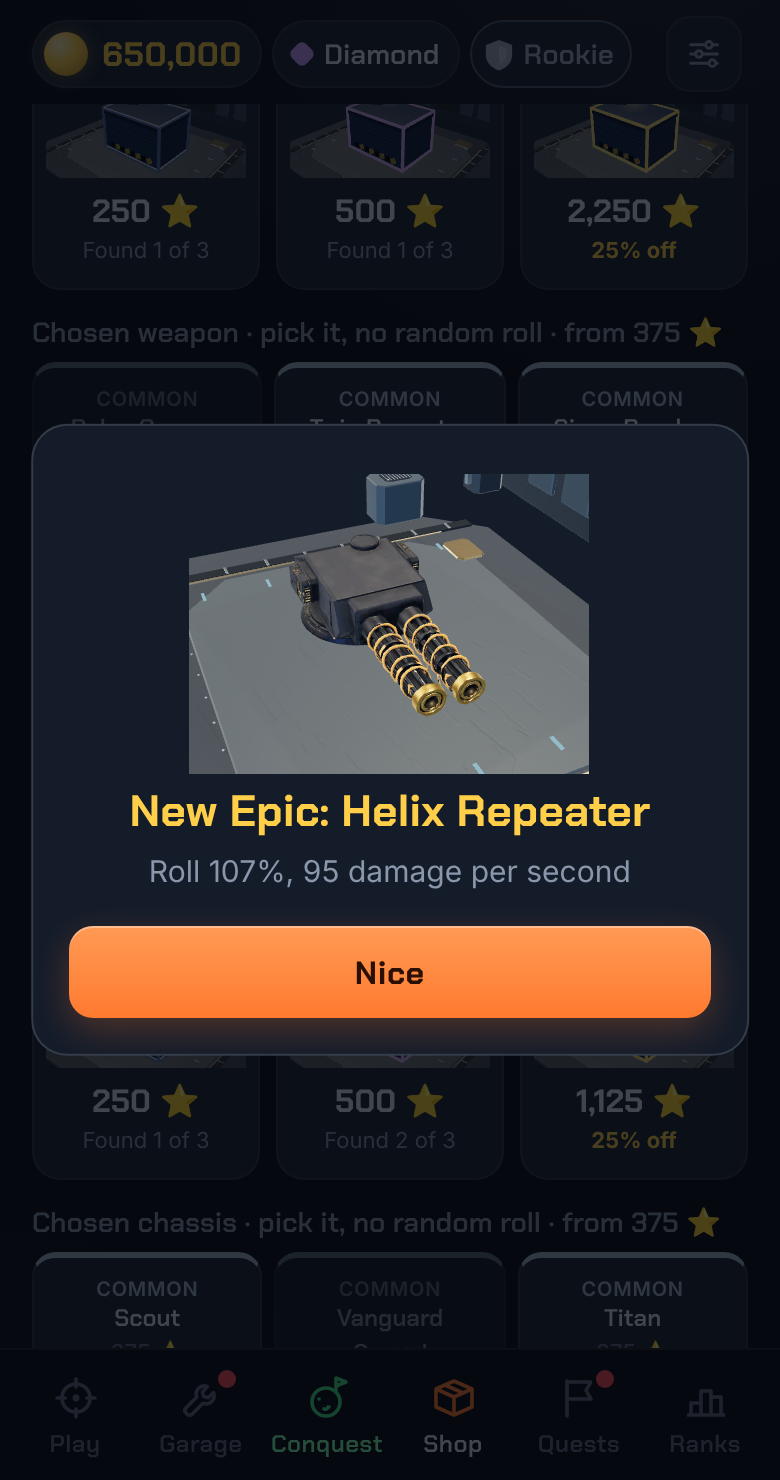 650,000
Diamond
Rookie
250 ⭐
500 ⭐
2,250 ⭐
Found 1 of 3
Found 1 of 3
25% off
Chosen weapon · pick it, no random roll · from 375 ⭐
COMMON
COMMON
COMMON
New Epic: Helix Repeater
Roll 107%, 95 damage per second
Nice
250 ⭐
500 ⭐
1,125 ⭐
Found 1 of 3
Found 2 of 3
25% off
Chosen chassis · pick it, no random roll · from 375 ⭐
COMMON
COMMON
COMMON
Scout
Vanguard
Titan
Play
Garage
Conquest
Shop
Quests
Ranks